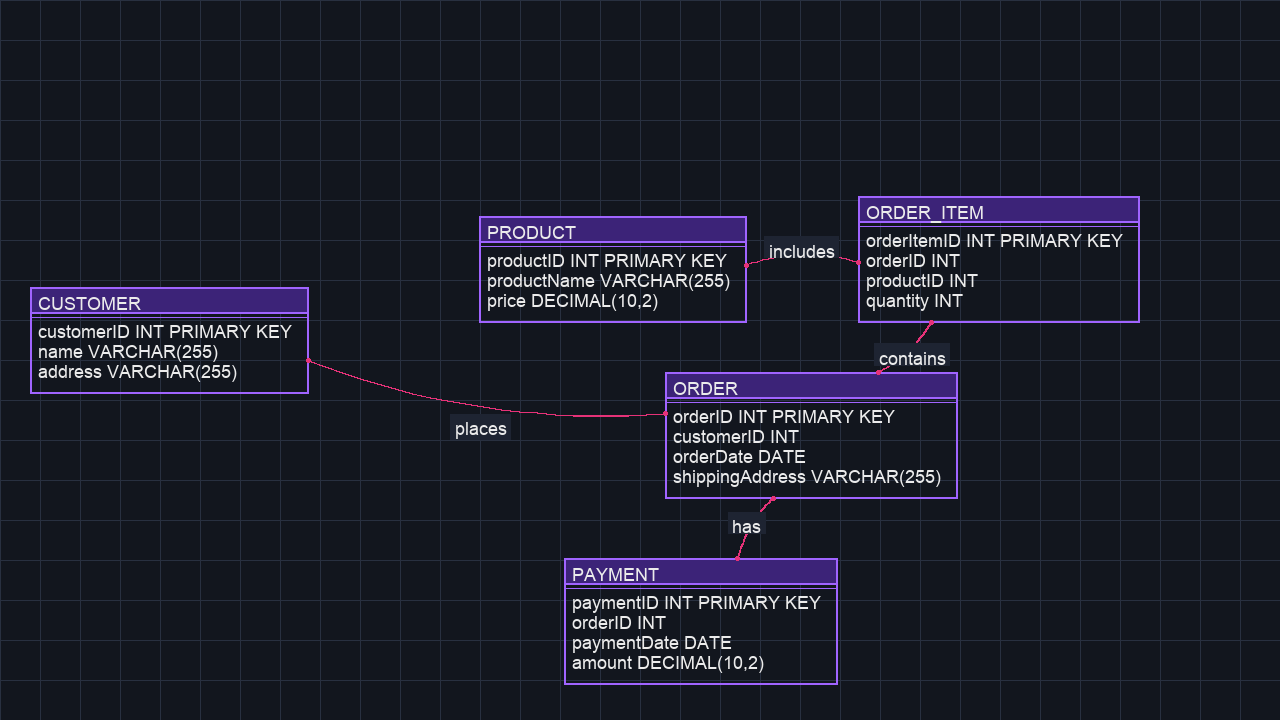 ORDER_ITEM
orderItemID INT PRIMARY KEY
orderID INT
productID INT
quantity INT
PRODUCT
productID INT PRIMARY KEY
productName VARCHAR(255)
price DECIMAL(10,2)
includes
CUSTOMER
customerID INT PRIMARY KEY
name VARCHAR(255)
address VARCHAR(255)
contains
places
ORDER
orderID INT PRIMARY KEY
customerID INT
orderDate DATE
shippingAddress VARCHAR(255)
has
PAYMENT
paymentID INT PRIMARY KEY
orderID INT
paymentDate DATE
amount DECIMAL(10,2)